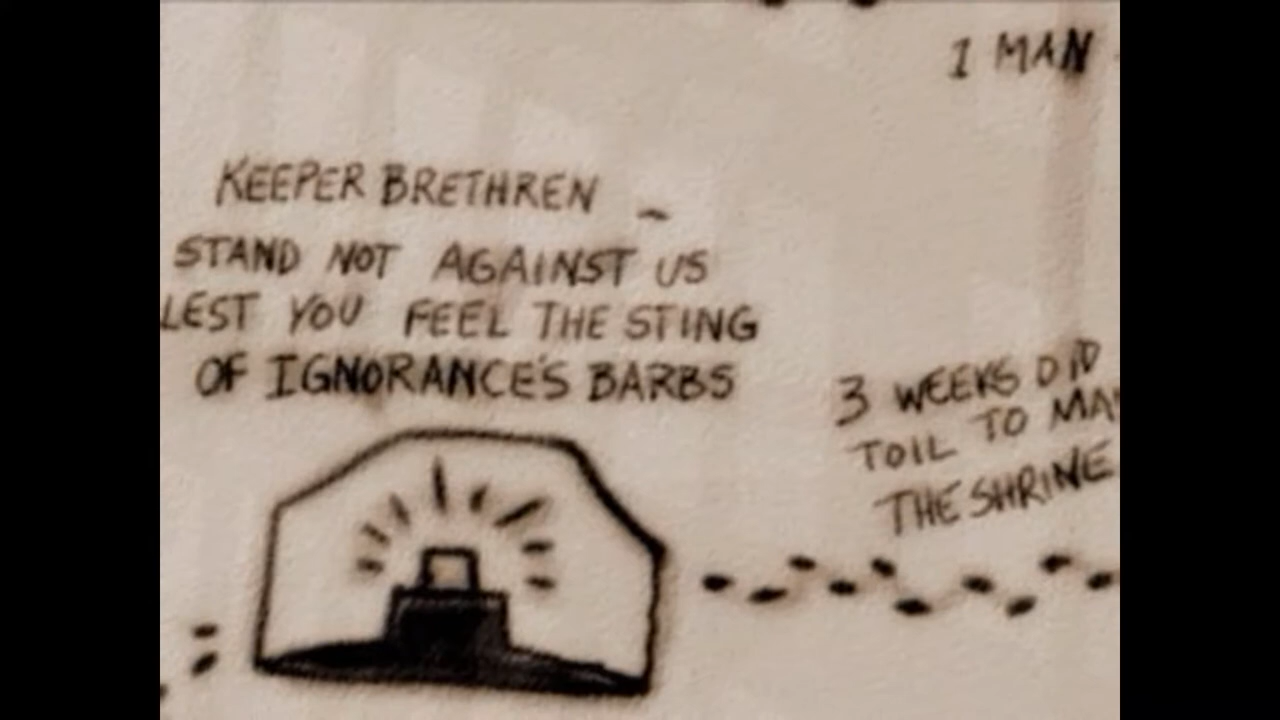 1 MAN
KEEPER BRETHREN ~
STAND NOT AGAINST US
LEST YOU FEEL THE STING
OF IGNORANCE'S BARBS
3 WEEKS DID
TOIL TO
THE SHRINE